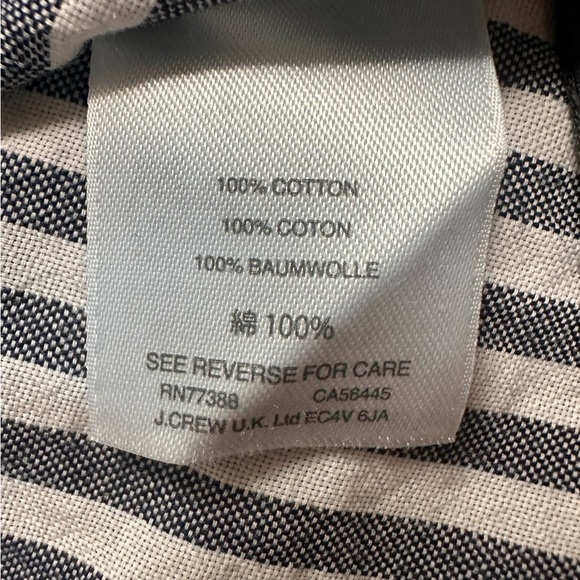 100% COTTON
100% COTON
100% BAUMWOLLE
綿 100%
SEE REVERSE FOR CARE
RN77388 CA56445
J.CREW U.K. Ltd EC4V 6JA